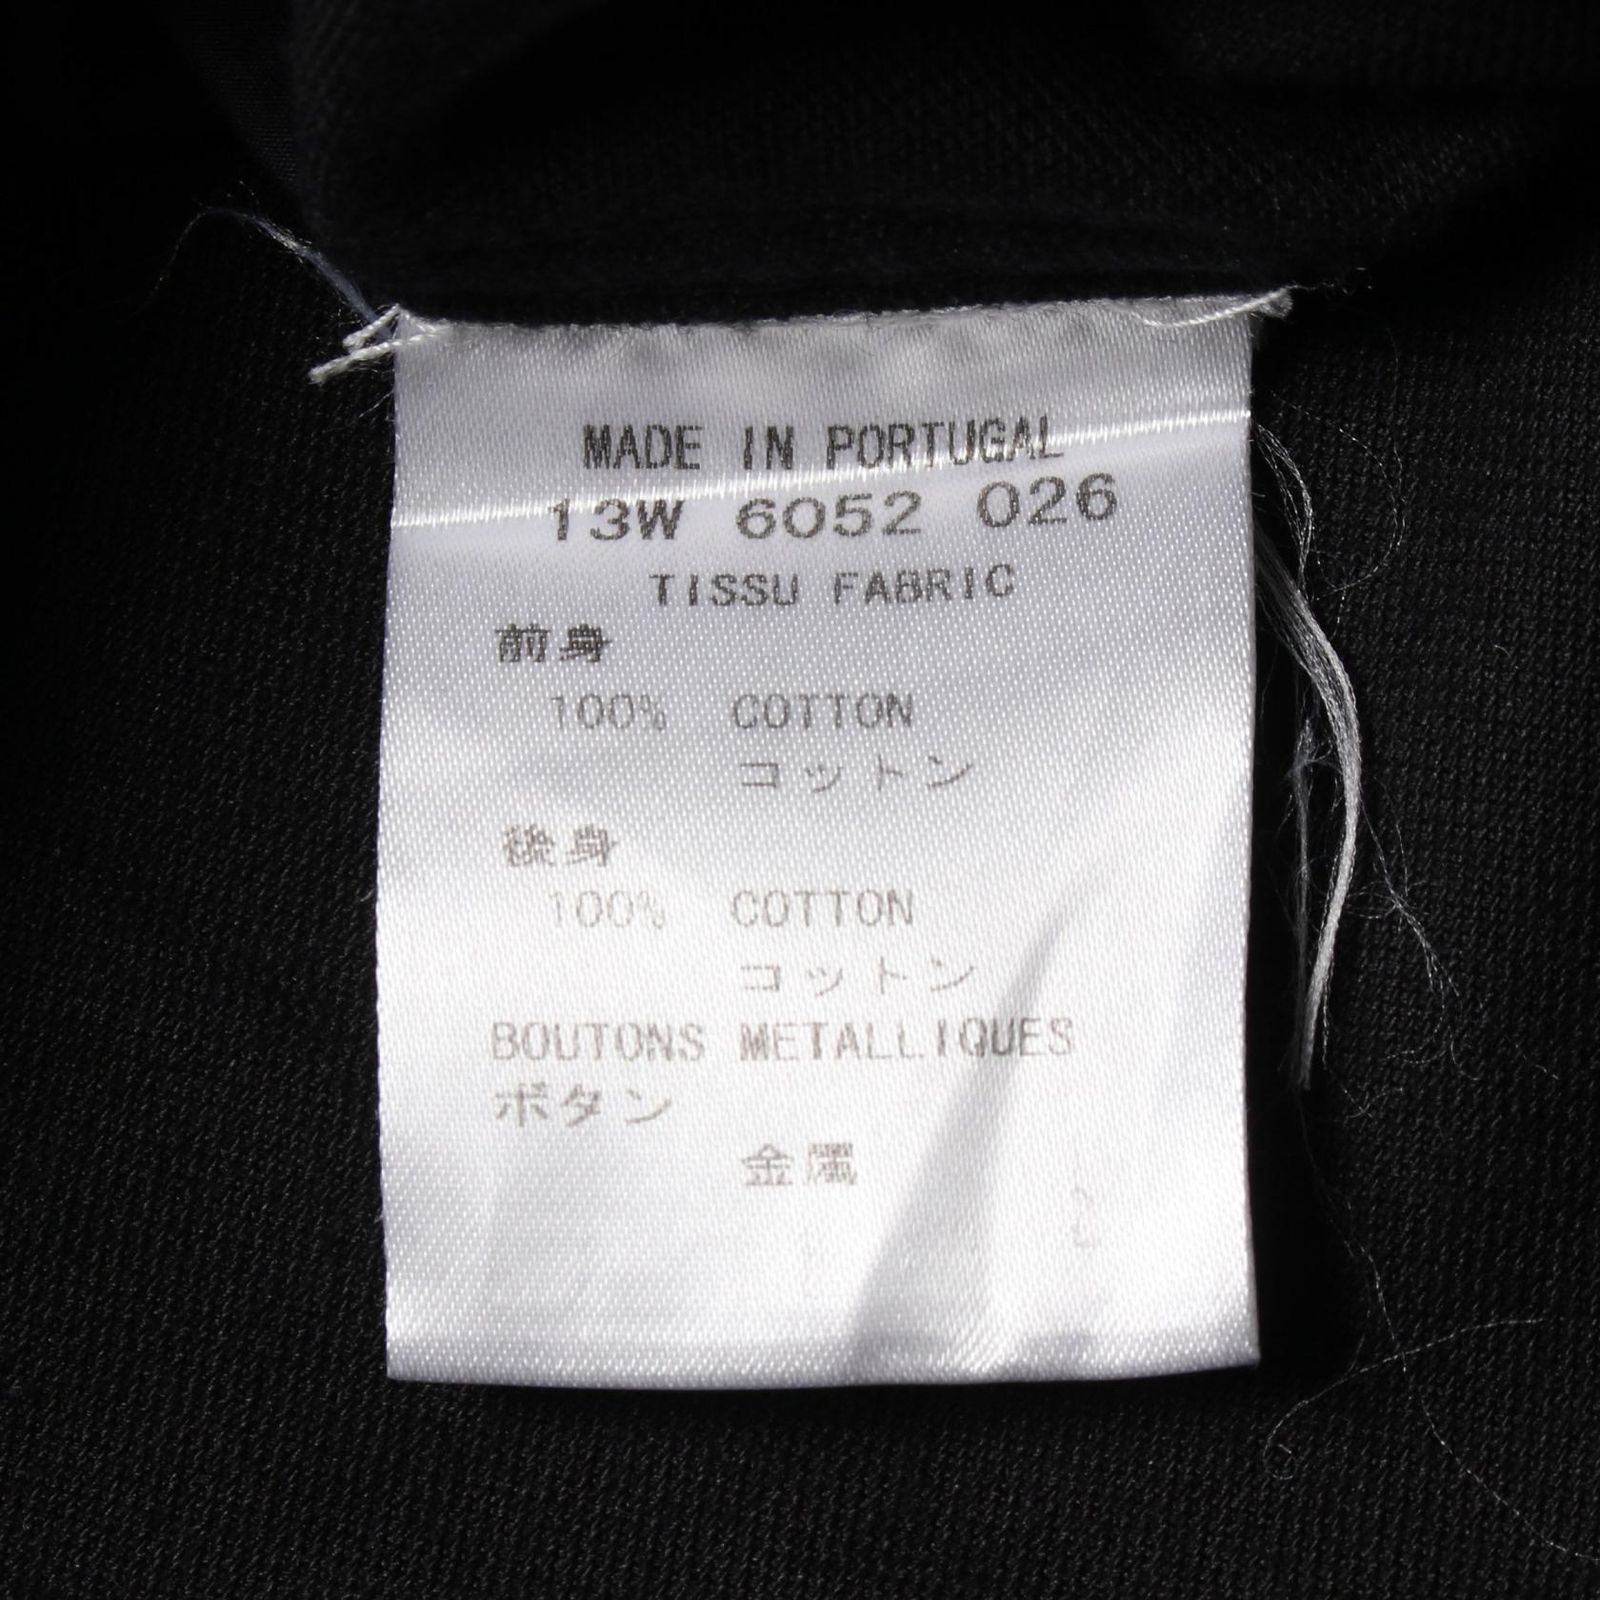 MADE IN PORTUGAL
13W 6052 026
TISSU FABRIC
前身
100% COTTON
コットン
後身
100% COTTON
コットン
BOUTONS METALLIQUES
ボタン
金属